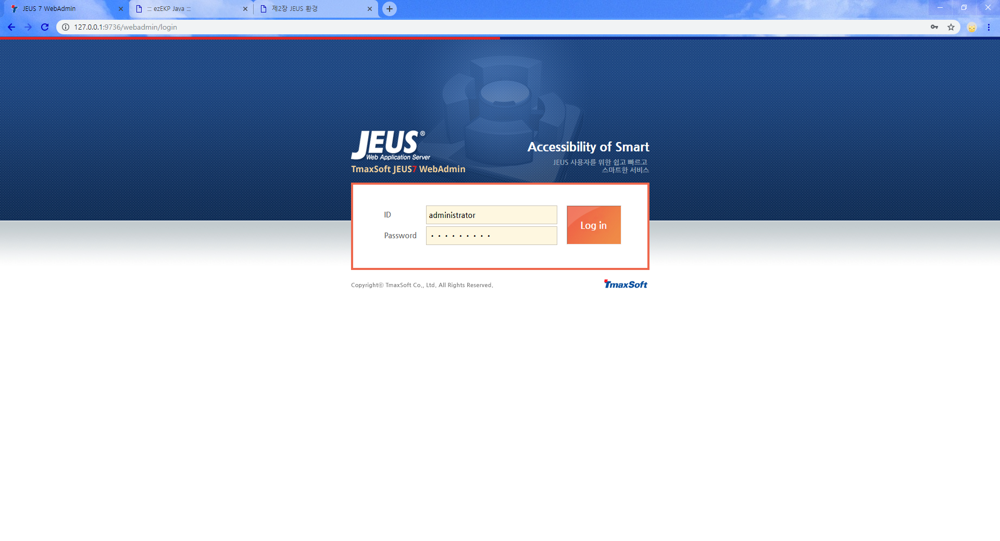 JEUS 7 WebAdmin
::: ezEKP Java :::
제2장 JEUS 환경
127.0.0.1:9736/webadmin/login
JEUS®
Web Application Server
TmaxSoft JEUS7 WebAdmin
Accessibility of Smart
JEUS 사용자를 위한 쉽고 빠르고
스마트한 서비스
ID
administrator
Password
•••••••••
Log in
Copyrightⓒ TmaxSoft Co., Ltd. All Rights Reserved.
TmaxSoft